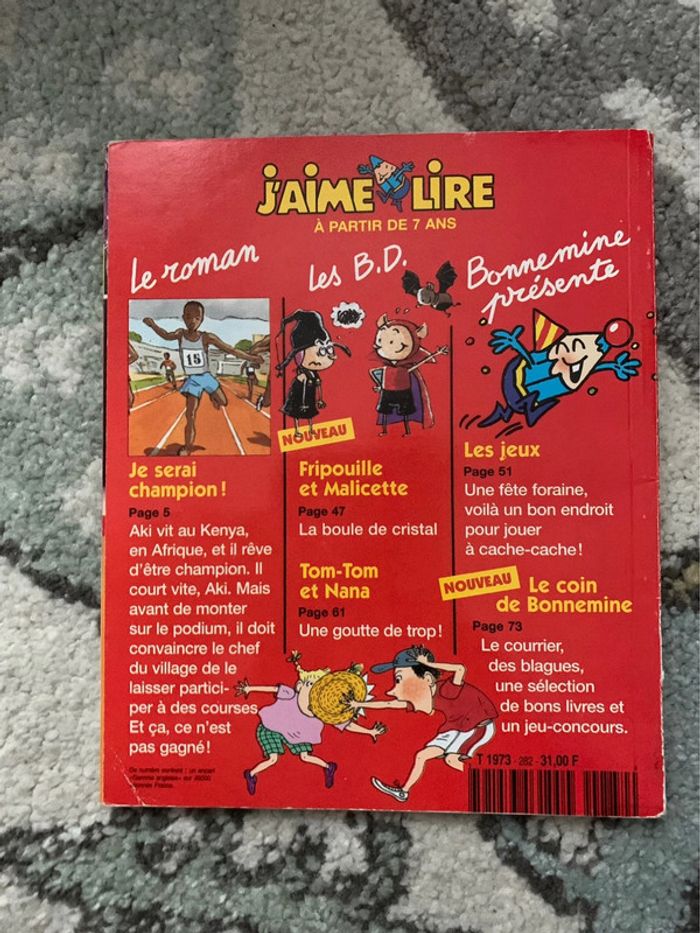 J'AIME LIRE
À PARTIR DE 7 ANS
Le roman
15
Je serai
champion !
Page 5
Aki vit au Kenya,
en Afrique, et il rêve
d'être champion. Il
court vite, Aki. Mais
avant de monter
sur le podium, il doit
convaincre le chef
du village de le
laisser partici-
per à des courses.
Et ça, ce n'est
pas gagné !
les B.D.
NOUVEAU
Fripouille
et Malicette
Page 47
La boule de cristal
Tom-Tom
et Nana
Page 61
Une goutte de trop !
Bonnemine
présente
Les jeux
Page 51
Une fête foraine,
voilà un bon endroit
pour jouer
à cache-cache !
NOUVEAU
Le coin
de Bonnemine
Page 73
Le courrier,
des blagues,
une sélection
de bons livres et
un jeu-concours.
T 1973 - 282 - 31,00 F